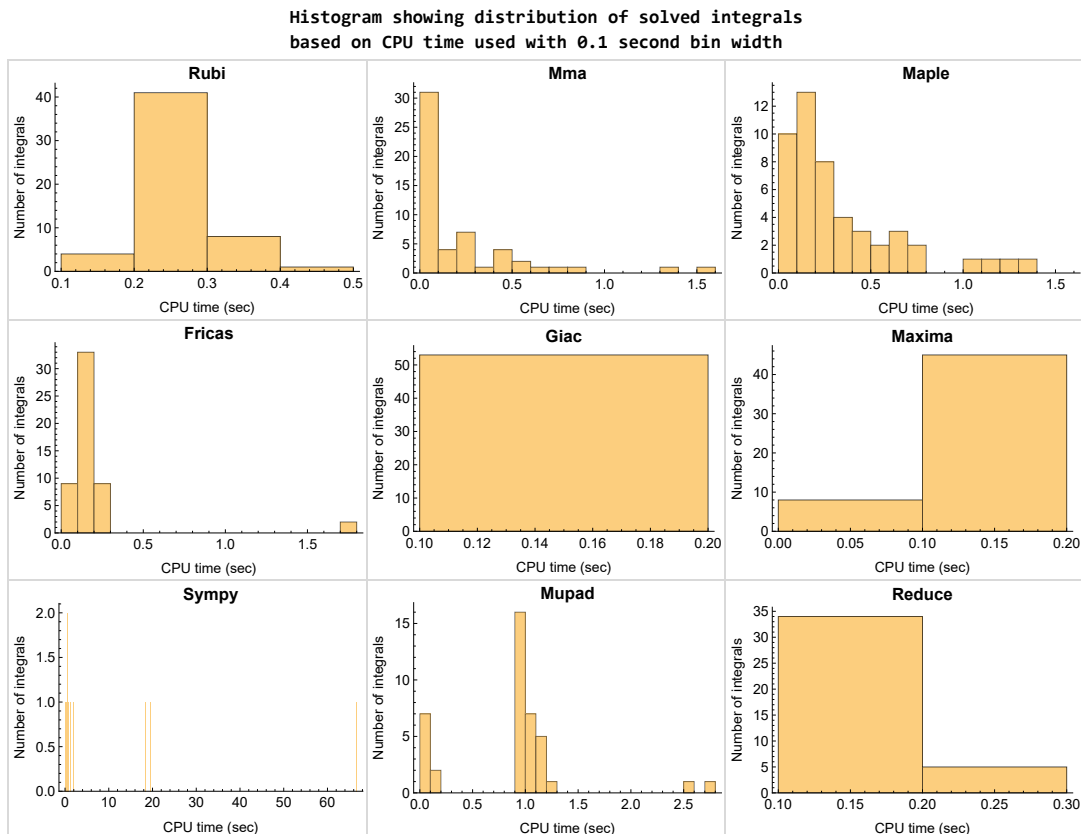 Histogram showing distribution of solved integrals
based on CPU time used with 0.1 second bin width
Rubi
Number of integrals
0
10
20
30
40
0.1 0.2 0.3 0.4 0.5
CPU time (sec)
Mma
Number of integrals
0
5
10
15
20
25
30
0.0 0.5 1.0 1.5
CPU time (sec)
Maple
Number of integrals
0
2
4
6
8
10
12
0.0 0.5 1.0 1.5
CPU time (sec)
Fricas
Number of integrals
0
5
10
15
20
25
30
0.0 0.5 1.0 1.5
CPU time (sec)
Giac
Number of integrals
0
10
20
30
40
50
0.10 0.12 0.14 0.16 0.18 0.20
CPU time (sec)
Maxima
Number of integrals
0
10
20
30
40
0.00 0.05 0.10 0.15 0.20
CPU time (sec)
Sympy
Number of integrals
0.0
0.5
1.0
1.5
2.0
0 10 20 30 40 50 60
CPU time (sec)
Mupad
Number of integrals
0
5
10
15
0.0 0.5 1.0 1.5 2.0 2.5
CPU time (sec)
Reduce
Number of integrals
0
5
10
15
20
25
30
35
0.10 0.15 0.20 0.25 0.30
CPU time (sec)